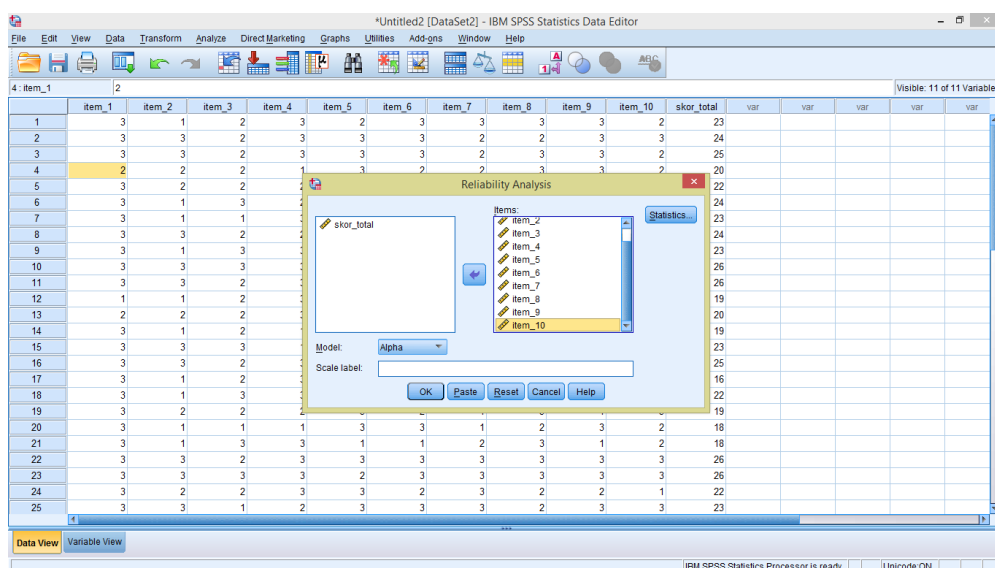 *Untitled2 [DataSet2] - IBM SPSS Statistics Data Editor
File Edit View Data Transform Analyze Direct Marketing Graphs Utilities Add-ons Window Help
4 : item_1 2 Visible: 11 of 11 Variable
item_1 item_2 item_3 item_4 item_5 item_6 item_7 item_8 item_9 item_10 skor_total var var var var var
1 3 1 2 3 2 3 3 3 3 2 23
2 3 3 2 3 3 3 2 2 3 3 24
3 3 3 2 3 3 3 2 3 3 2 25
4 2 2 2 20
5 3 2 2 22
6 3 1 3 24
7 3 1 1 23
8 3 3 2 24
9 3 1 3 23
10 3 3 3 26
11 3 3 2 26
12 1 1 2 19
13 2 2 2 20
14 3 1 2 19
15 3 3 3 23
16 3 3 2 25
17 3 1 2 16
18 3 1 3 22
19 3 2 2 19
20 3 1 1 1 3 3 1 2 3 2 18
21 3 1 3 3 1 1 2 3 1 2 18
22 3 3 2 3 3 3 3 3 3 3 26
23 3 3 3 3 2 3 3 3 3 3 26
24 3 2 2 3 3 2 3 2 2 1 22
25 3 3 1 2 3 3 3 2 3 3 23
Reliability Analysis
skor_total
Items:
item_2
item_3
item_4
item_5
item_6
item_7
item_8
item_9
item_10
Statistics...
Model: Alpha
Scale label:
OK Paste Reset Cancel Help
Data View Variable View
IBM SPSS Statistics Processor is ready Unicode:ON